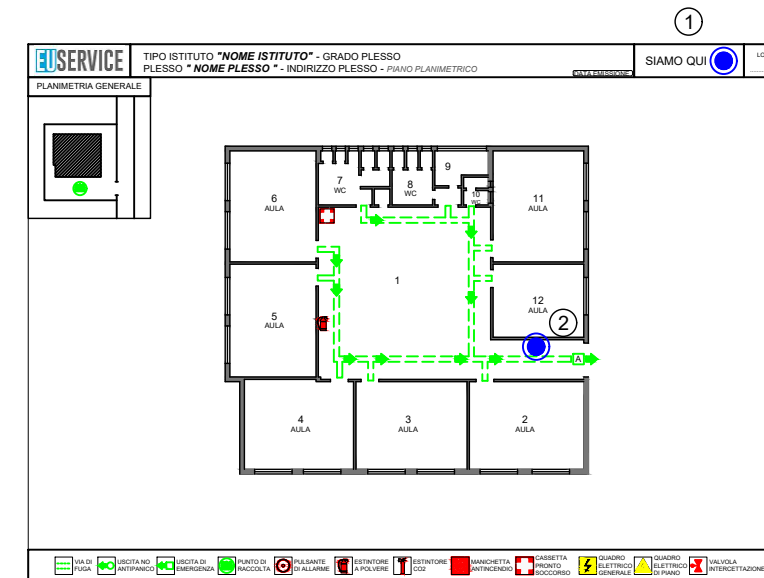 1
EUSERVICE
TIPO ISTITUTO "NOME ISTITUTO" - GRADO PLESSO
PLESSO " NOME PLESSO " - INDIRIZZO PLESSO - PIANO PLANIMETRICO
DATA EMISSIONE
SIAMO QUI
LO
PLANIMETRIA GENERALE
6
AULA
7
WC
8
WC
9
10
WC
11
AULA
1
12
AULA
2
5
AULA
A
4
AULA
3
AULA
2
AULA
VIA DI
FUGA
USCITA NO
ANTIPANICO
USCITA DI
EMERGENZA
PUNTO DI
RACCOLTA
PULSANTE
DI ALLARME
ESTINTORE
A POLVERE
ESTINTORE
CO2
MANICHETTA
ANTINCENDIO
CASSETTA
PRONTO
SOCCORSO
QUADRO
ELETTRICO
GENERALE
QUADRO
ELETTRICO
DI PIANO
VALVOLA
INTERCETTAZIONE